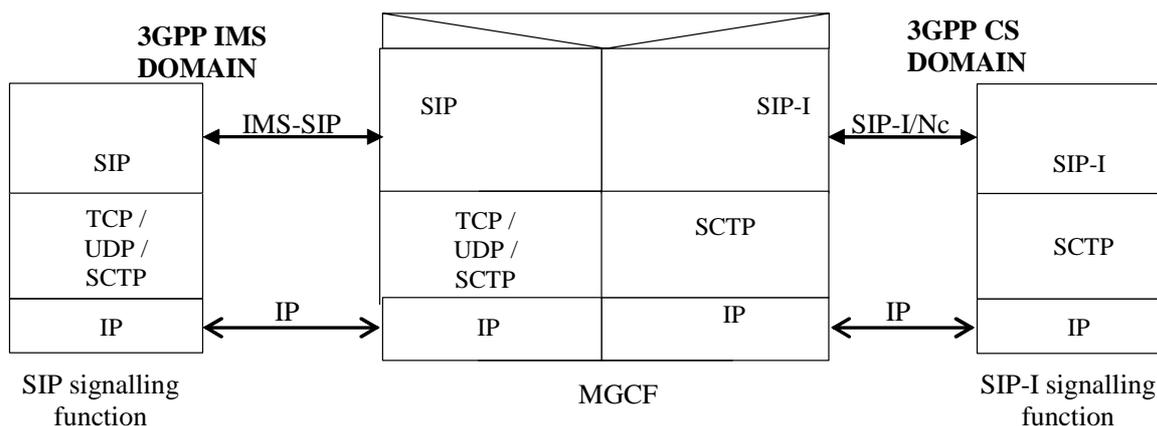 3GPP IMS
DOMAIN
3GPP CS
DOMAIN
SIP
IMS-SIP
SIP
SIP-I
SIP-I/Nc
SIP-I
TCP /
UDP /
SCTP
TCP /
UDP /
SCTP
SCTP
SCTP
IP
IP
IP
IP
IP
IP
SIP signalling
function
MGCF
SIP-I signalling
function